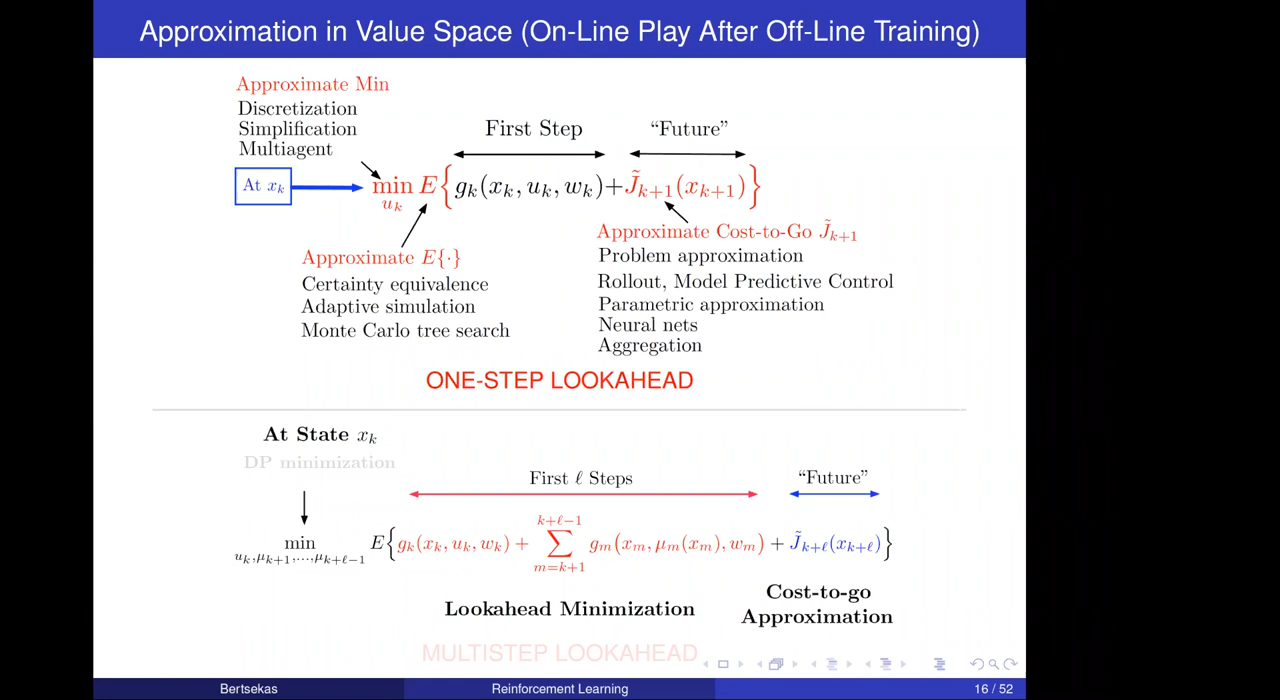 Approximation in Value Space (On-Line Play After Off-Line Training)
Approximate Min
Discretization
Simplification
Multiagent
First Step
“Future”
At x_k
min_{u_k} E{g_k(x_k, u_k, w_k)+J̃_{k+1}(x_{k+1})}
Approximate E{·}
Certainty equivalence
Adaptive simulation
Monte Carlo tree search
Approximate Cost-to-Go J̃_{k+1}
Problem approximation
Rollout, Model Predictive Control
Parametric approximation
Neural nets
Aggregation
ONE-STEP LOOKAHEAD
At State x_k
DP minimization
First ℓ Steps
“Future”
min_{u_k,μ_{k+1},...,μ_{k+ℓ−1}} E{g_k(x_k, u_k, w_k) + ∑_{m=k+1}^{k+ℓ−1} g_m(x_m, μ_m(x_m), w_m) + J̃_{k+ℓ}(x_{k+ℓ})}
Lookahead Minimization
Cost-to-go
Approximation
MULTISTEP LOOKAHEAD
Bertsekas
Reinforcement Learning
16 / 52